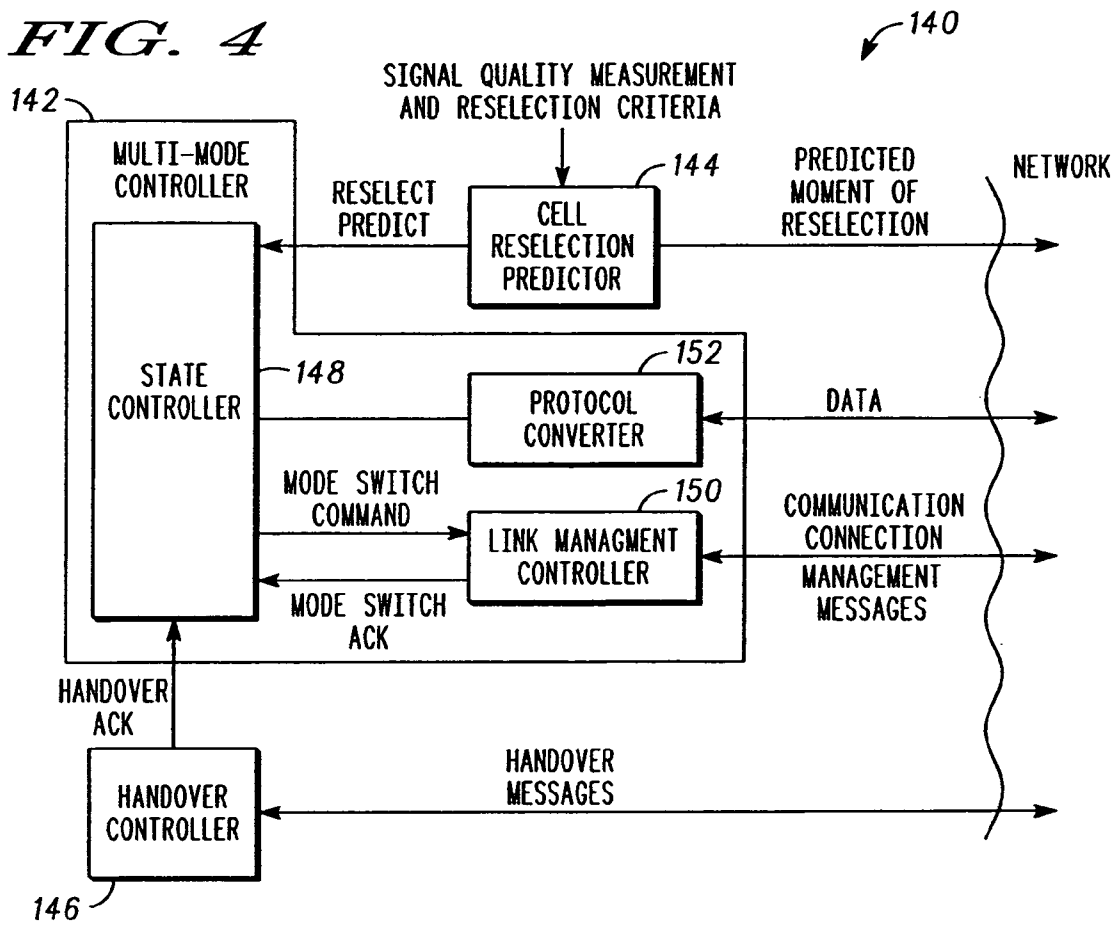 FIG. 4
140
SIGNAL QUALITY MEASUREMENT
AND RESELECTION CRITERIA
142
MULTI-MODE
CONTROLLER
144
PREDICTED
MOMENT OF
RESELECTION
NETWORK
RESELECT
PREDICT
CELL
RESELECTION
PREDICTOR
STATE
CONTROLLER
148
152
PROTOCOL
CONVERTER
DATA
MODE SWITCH
COMMAND
150
LINK MANAGMENT
CONTROLLER
COMMUNICATION
CONNECTION
MANAGEMENT
MESSAGES
MODE SWITCH
ACK
HANDOVER
ACK
HANDOVER
CONTROLLER
HANDOVER
MESSAGES
146